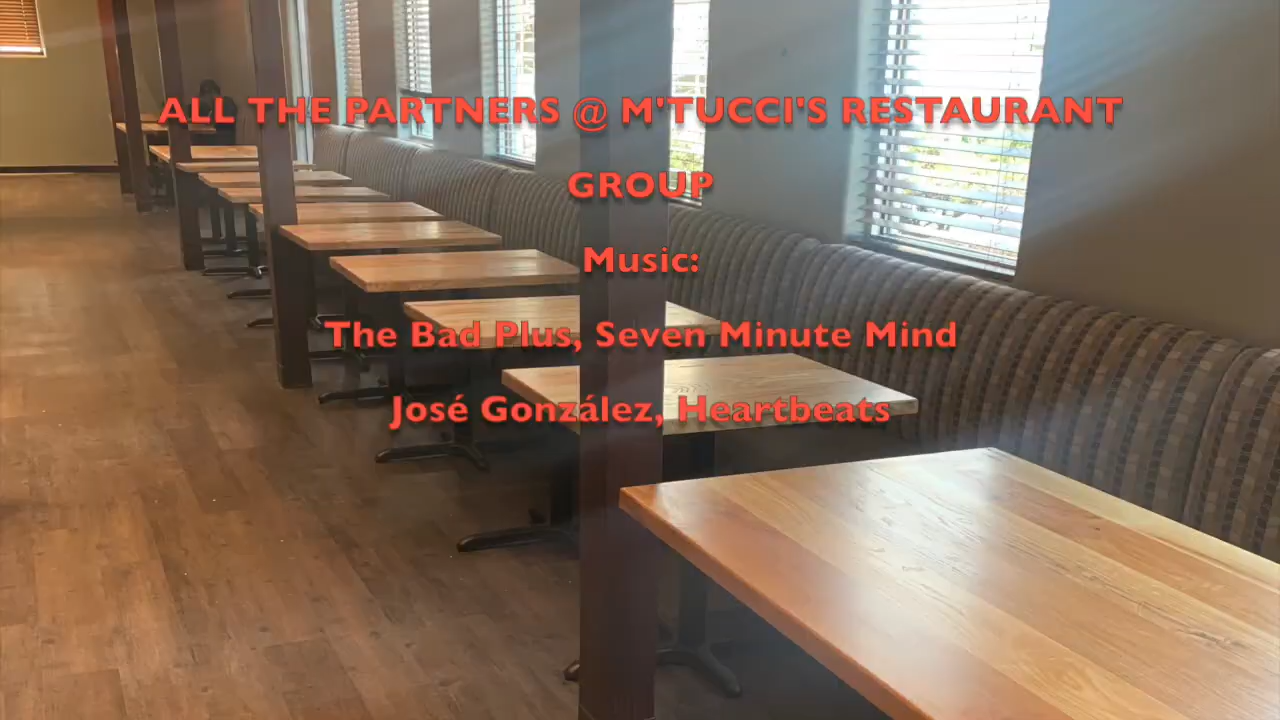 ALL THE PARTNERS @ M'TUCCI'S RESTAURANT
GROUP
Music:
The Bad Plus, Seven Minute Mind
José González, Heartbeats